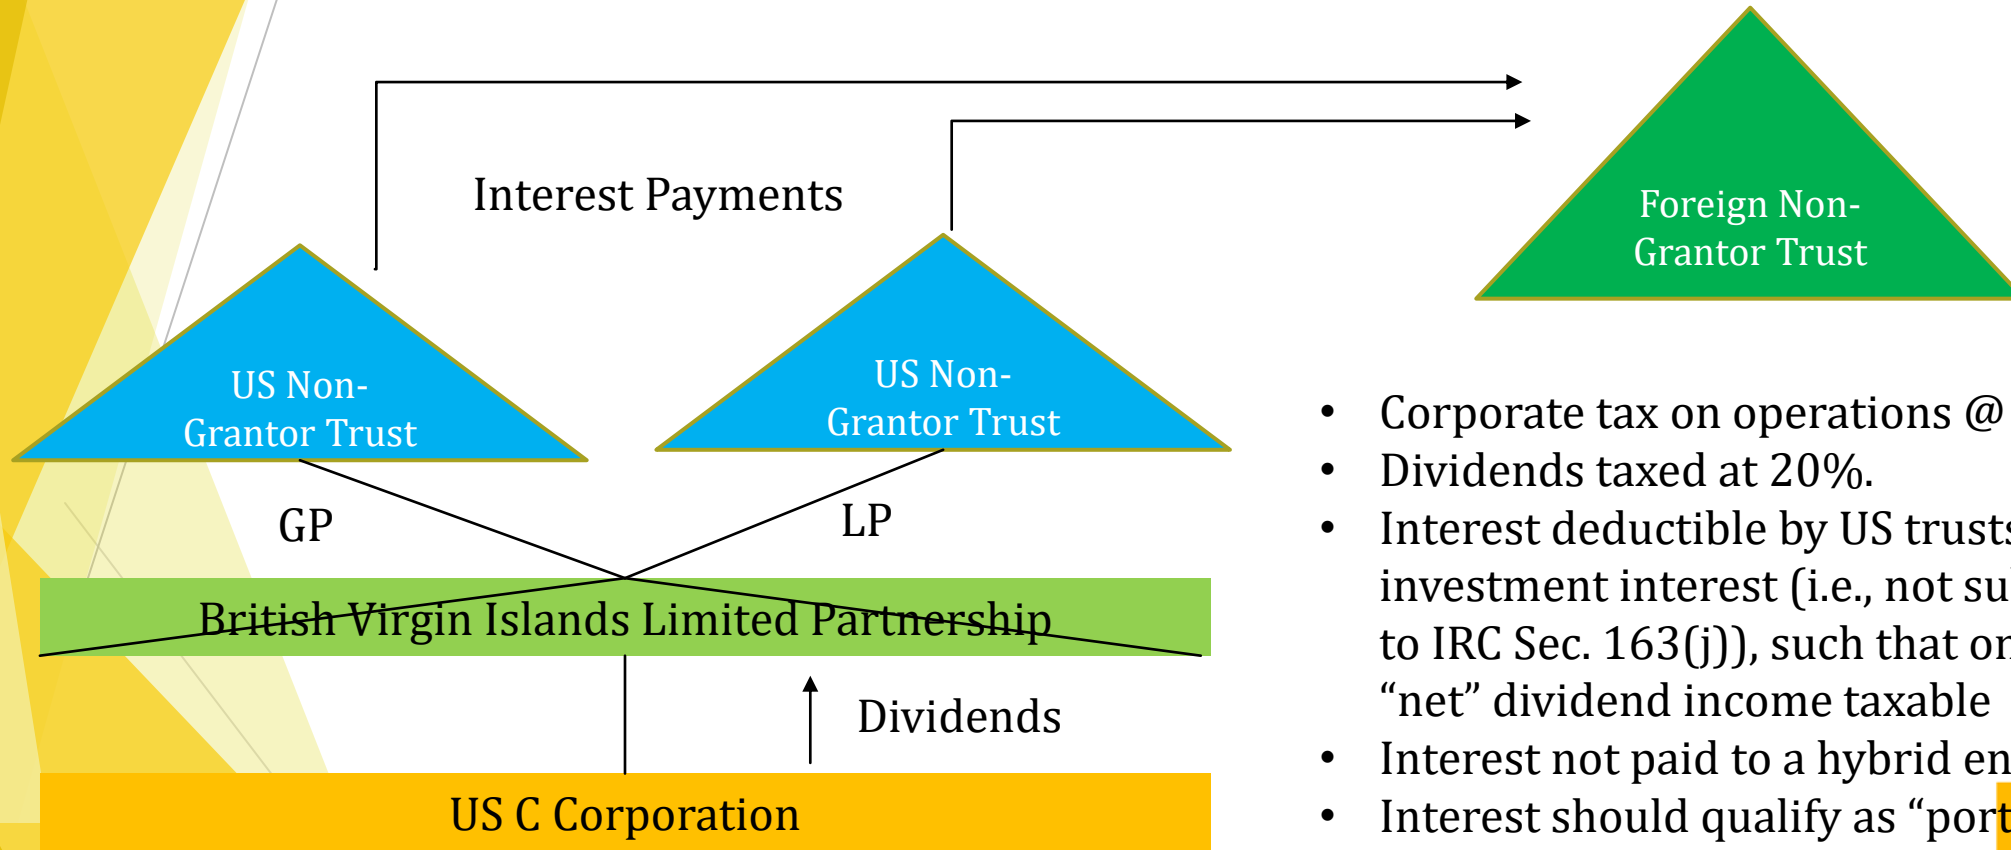 Interest Payments
Foreign Non-
Grantor Trust
US Non-
Grantor Trust
US Non-
Grantor Trust
GP
LP
British Virgin Islands Limited Partnership
Dividends
US C Corporation
• Corporate tax on operations @
• Dividends taxed at 20%.
• Interest deductible by US trusts
investment interest (i.e., not
to IRC Sec. 163(j)), such that
“net” dividend income taxable
• Interest not paid to a hybrid
• Interest should qualify as